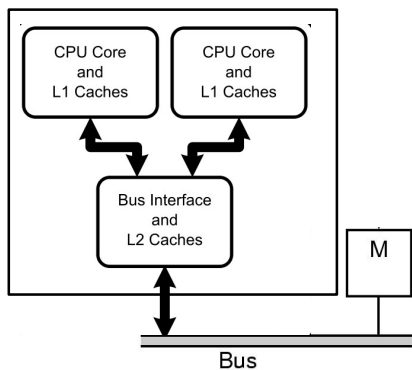 CPU Core
and
L1 Caches
CPU Core
and
L1 Caches
Bus Interface
and
L2 Caches
M
Bus